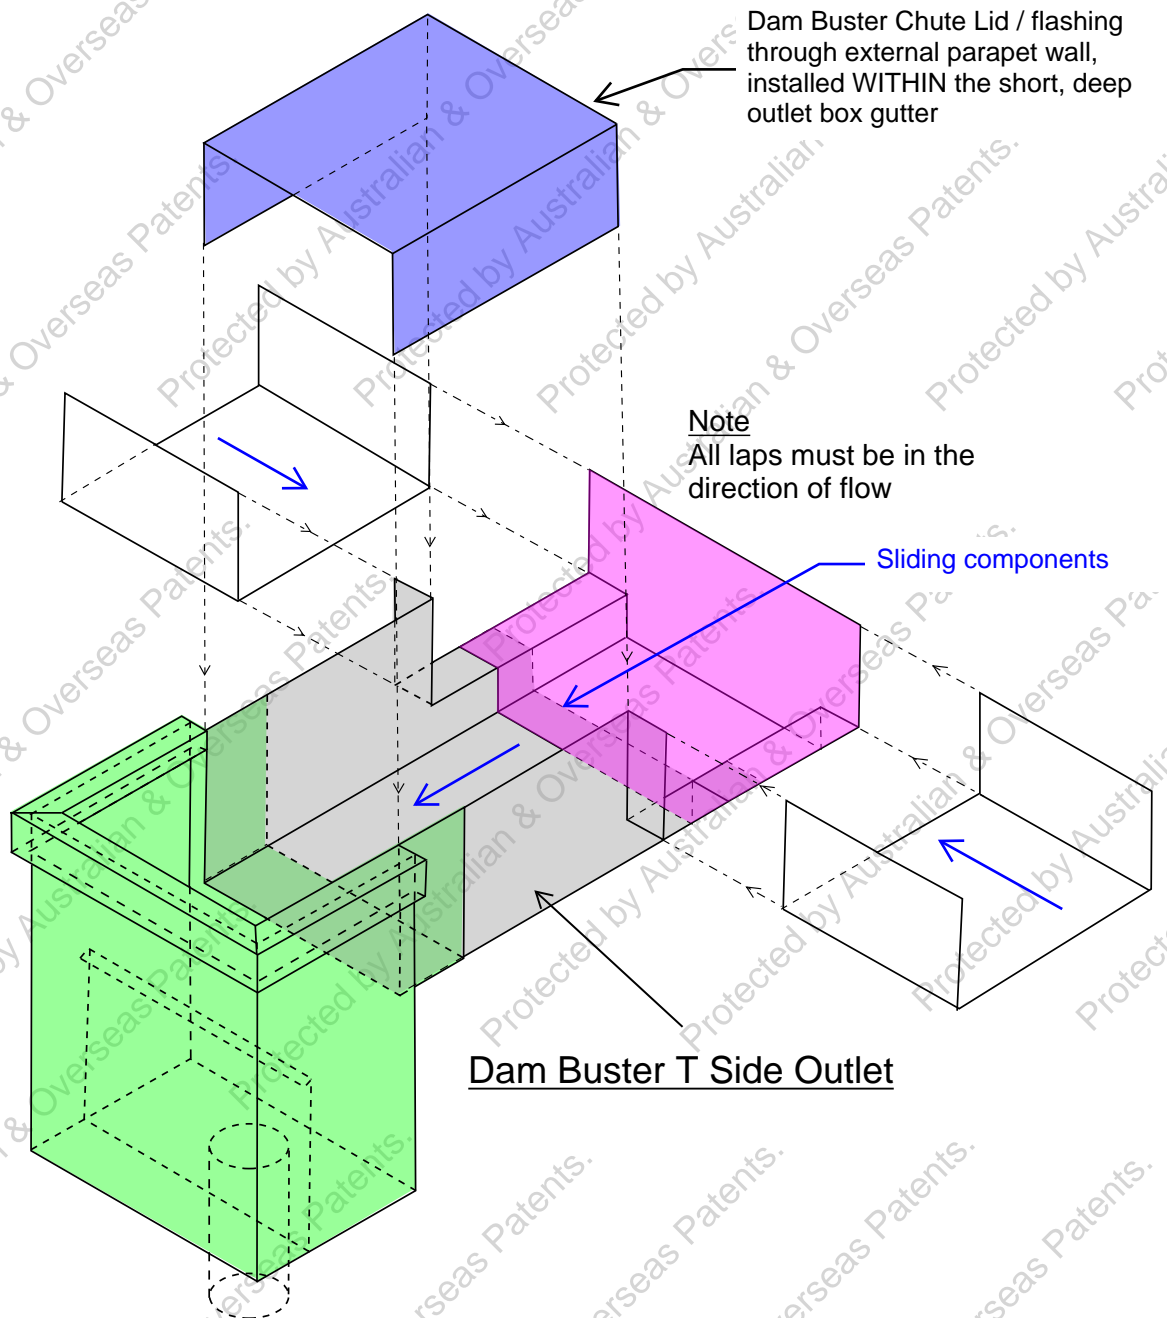 Dam Buster Chute Lid / flashing
through external parapet wall,
installed WITHIN the short, deep
outlet box gutter
Note
All laps must be in the
direction of flow
Sliding components
Dam Buster T Side Outlet
Protected by Australian & Overseas Patents.